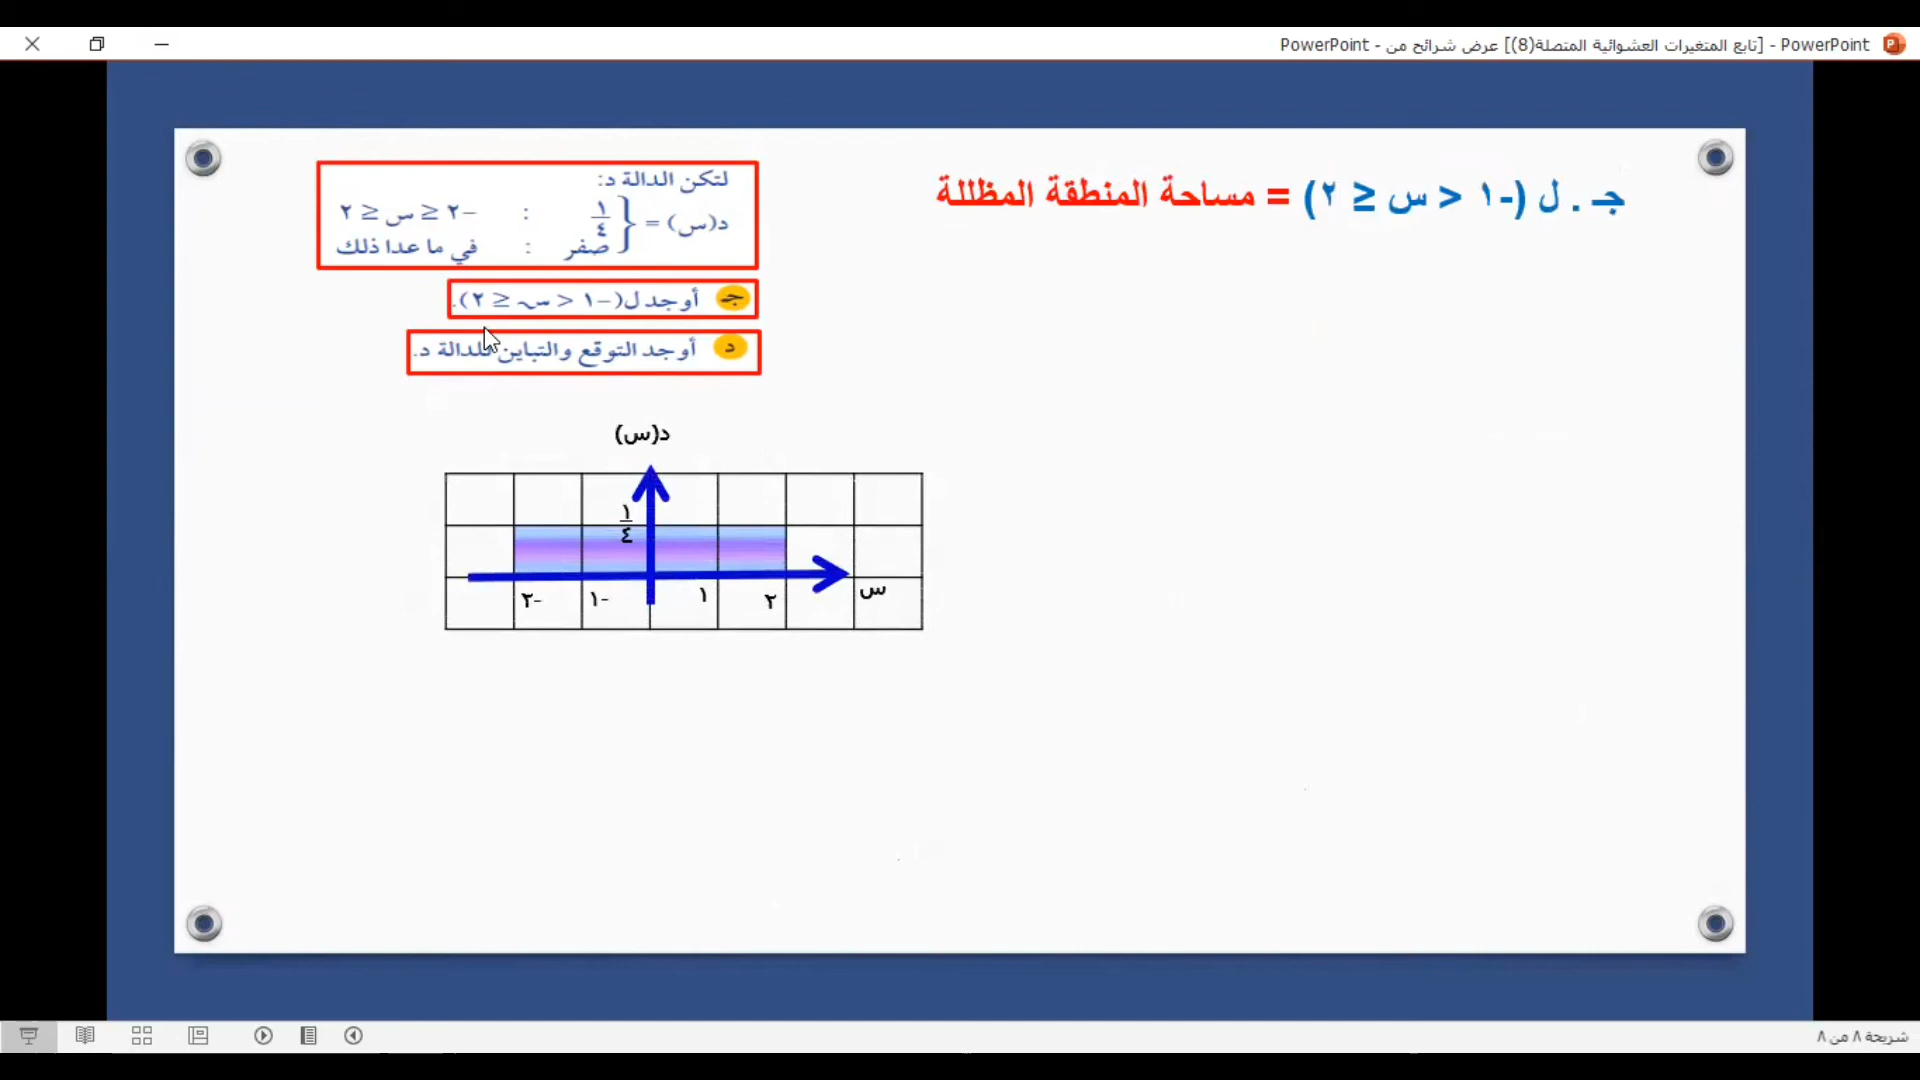 PowerPoint - [تابع المتغيرات العشوائية المتصلة(8)] عرض شرائح من - PowerPoint
جـ . ل (-١ < س ≤ ٢) = مساحة المنطقة المظللة
لتكن الدالة د:
د(س) = { ١/٤ : -٢ ≤ س ≤ ٢
صفر : في ما عدا ذلك
جـ أوجد ل(-١ < س ≤ ٢).
د أوجد التوقع والتباين للدالة د.
د(س)
١/٤
-٢ -١ ١ ٢ س
شريحة ٨ من ٨